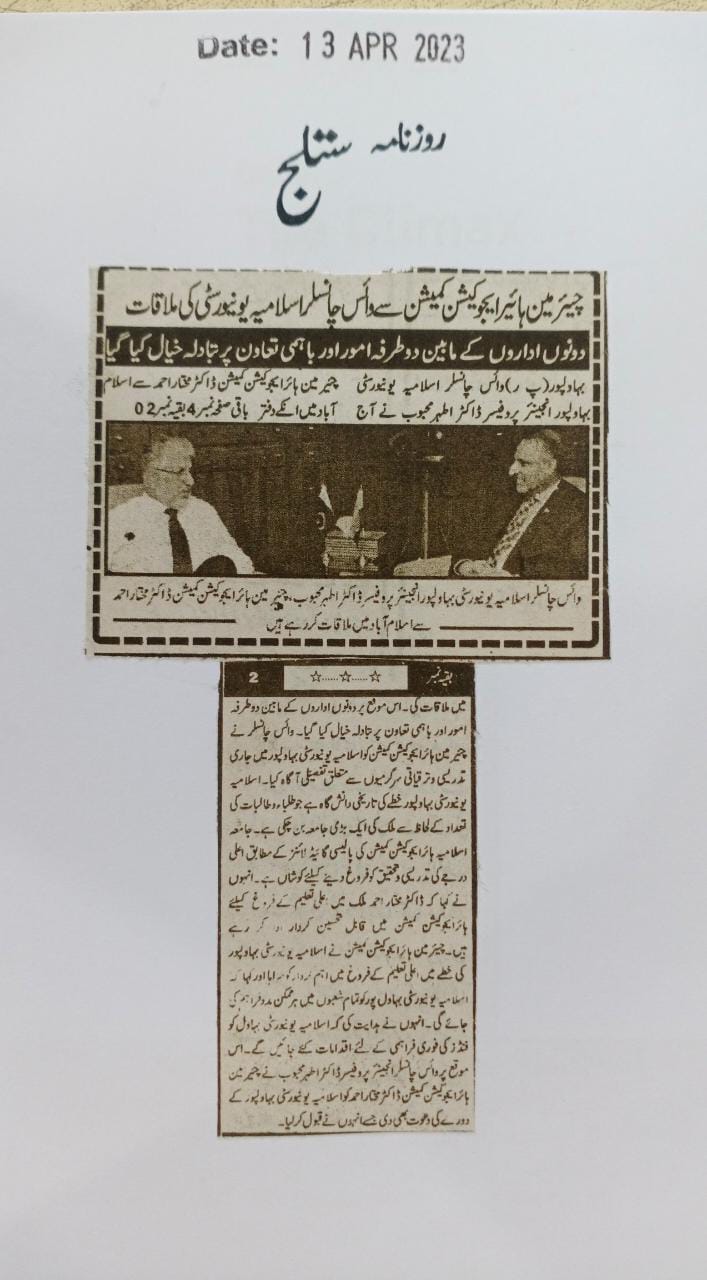 Date: 13 APR 2023
روزنامہ ستلج
چیئرمین ہائیر ایجوکیشن کمیشن سے وائس چانسلر اسلامیہ یونیورسٹی کی ملاقات
دونوں اداروں کے مابین دوطرفہ امور اور باہمی تعاون پر تبادلہ خیال کیا گیا
بہاولپور(پ ر)وائس چانسلر اسلامیہ یونیورسٹی
بہاولپور انجینئر پروفیسر ڈاکٹر اطہر محبوب نے آج
چیئرمین ہائر ایجوکیشن کمیشن ڈاکٹر مختار احمد سے اسلام
آباد میں انکے دفتر باقی صفحہ نمبر 4 بقیہ نمبر 02
وائس چانسلر اسلامیہ یونیورسٹی بہاولپور انجینئر پروفیسر ڈاکٹر اطہر محبوب، چیئرمین ہائر ایجوکیشن کمیشن ڈاکٹر مختار احمد
سے اسلام آباد میں ملاقات کر رہے ہیں
بقیہ نمبر ☆.....☆.....☆ 2
میں ملاقات کی۔ اس موقع پر دونوں اداروں کے مابین دوطرفہ
امور اور باہمی تعاون پر تبادلہ خیال کیا گیا۔ وائس چانسلر نے
چیئرمین ہائر ایجوکیشن کمیشن کو اسلامیہ یونیورسٹی بہاولپور میں جاری
تدریسی و ترقیاتی سرگرمیوں سے متعلق تفصیلی آگاہ کیا۔ اسلامیہ
یونیورسٹی بہاولپور خطے کی تاریخی دانش گاہ ہے جو طلباء و طالبات کی
تعداد کے لحاظ سے ملک کی ایک بڑی جامعہ بن چکی ہے۔ جامعہ
اسلامیہ ہائر ایجوکیشن کمیشن کی پالیسی گائیڈ لائنز کے مطابق اعلی
درجے کی تدریسی و تحقیق کو فروغ دینے کیلئے کوشاں ہے۔ انہوں
نے کہا کہ ڈاکٹر مختار احمد ملک میں اعلی تعلیم کے فروغ کیلئے
ہائر ایجوکیشن کمیشن میں قابل تحسین کردار ادا کر رہے
ہیں۔ چیئرمین ہائر ایجوکیشن کمیشن نے اسلامیہ یونیورسٹی بہاولپور
کی خطے میں اعلی تعلیم کے فروغ میں اہم کردار کو سراہا اور کہا کہ
اسلامیہ یونیورسٹی بہاول پور کو تمام شعبوں میں ہر ممکن مدد فراہم کی
جائے گی۔ انہوں نے ہدایت کی کہ اسلامیہ یونیورسٹی بہاول کو
فنڈز کی فوری فراہمی کے لئے اقدامات کئے جائیں گے۔ اس
موقع پر وائس چانسلر انجینئر پروفیسر ڈاکٹر اطہر محبوب نے چیئرمین
ہائر ایجوکیشن کمیشن ڈاکٹر مختار احمد کو اسلامیہ یونیورسٹی بہاولپور کے
دورے کی دعوت بھی دی جسے انہوں نے قبول کر لیا۔